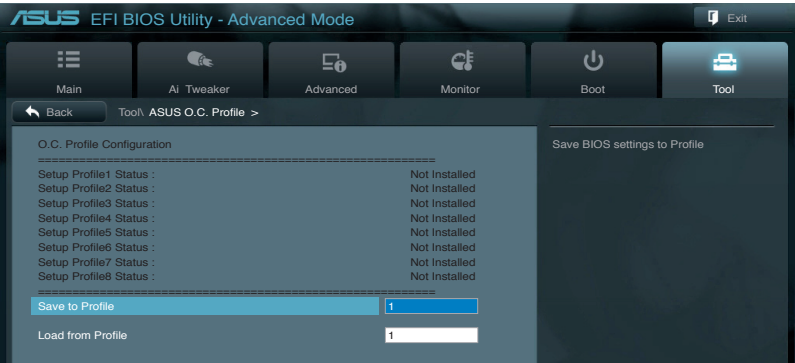 ASUS EFI BIOS Utility - Advanced Mode
Exit
Main Ai Tweaker Advanced Monitor Boot Tool
Back Tool\ ASUS O.C. Profile >
O.C. Profile Configuration
Save BIOS settings to Profile
==========================================================
Setup Profile1 Status : Not Installed
Setup Profile2 Status : Not Installed
Setup Profile3 Status : Not Installed
Setup Profile4 Status : Not Installed
Setup Profile5 Status : Not Installed
Setup Profile6 Status : Not Installed
Setup Profile7 Status : Not Installed
Setup Profile8 Status : Not Installed
==========================================================
Save to Profile 1
Load from Profile 1